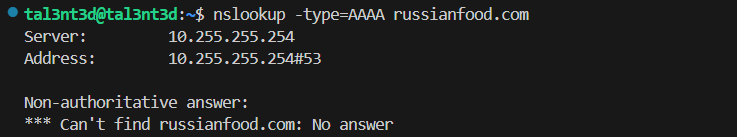 tal3nt3d@tal3nt3d:~$ nslookup -type=AAAA russianfood.com
Server:         10.255.255.254
Address:        10.255.255.254#53

Non-authoritative answer:
*** Can't find russianfood.com: No answer